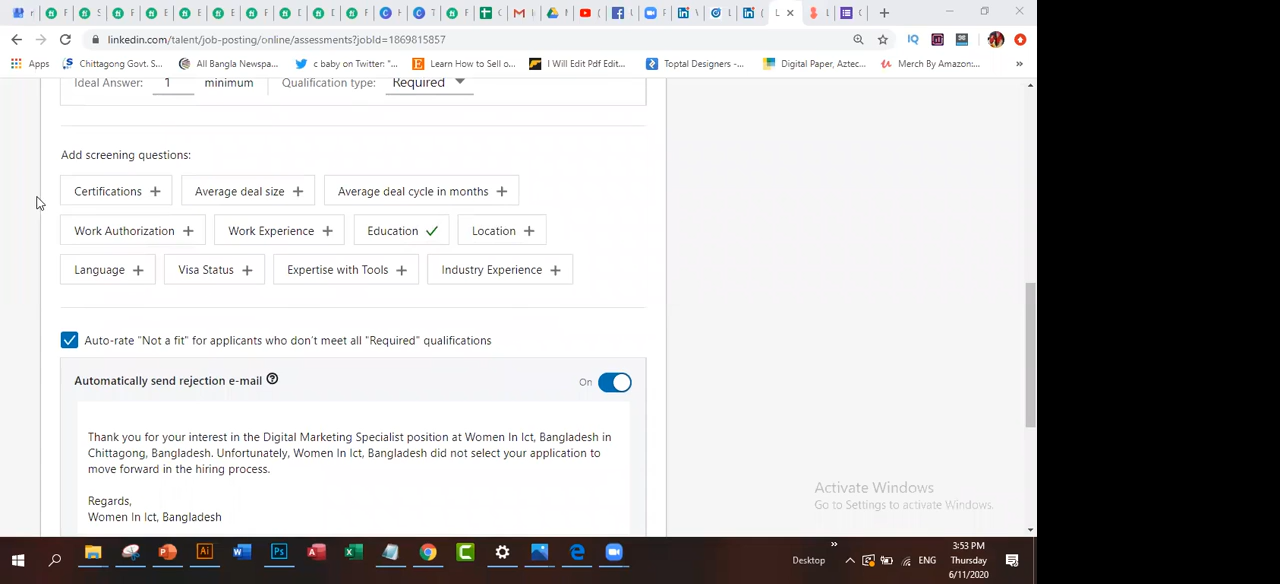 linkedin.com/talent/job-posting/online/assessments?jobId=1869815857
Apps Chittagong Govt. S... All Bangla Newspa... c baby on Twitter: "... Learn How to Sell o... I Will Edit Pdf Edit... Toptal Designers -... Digital Paper, Aztec... Merch By Amazon:... »
Ideal Answer: 1 minimum Qualification type: Required
Add screening questions:
Certifications + Average deal size + Average deal cycle in months +
Work Authorization + Work Experience + Education Location +
Language + Visa Status + Expertise with Tools + Industry Experience +
Auto-rate "Not a fit" for applicants who don't meet all "Required" qualifications
Automatically send rejection e-mail ? On
Thank you for your interest in the Digital Marketing Specialist position at Women In Ict, Bangladesh in
Chittagong, Bangladesh. Unfortunately, Women In Ict, Bangladesh did not select your application to
move forward in the hiring process.
Regards,
Women In Ict, Bangladesh
Activate Windows
Go to Settings to activate Windows.
Desktop » ENG
3:53 PM
Thursday
6/11/2020